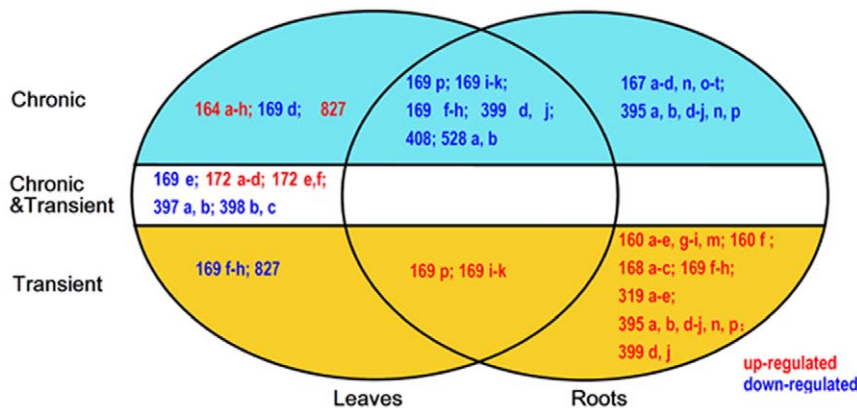 Chronic
164 a-h; 169 d; 827
169 p; 169 i-k;
169 f-h; 399 d, j;
408; 528 a, b
167 a-d, n, o-t;
395 a, b, d-j, n, p
Chronic
&Transient
169 e; 172 a-d; 172 e,f;
397 a, b; 398 b, c
Transient
169 f-h; 827
169 p; 169 i-k
160 a-e, g-i, m; 160 f ;
168 a-c; 169 f-h;
319 a-e;
395 a, b, d-j, n, p;
399 d, j
up-regulated
down-regulated
Leaves
Roots